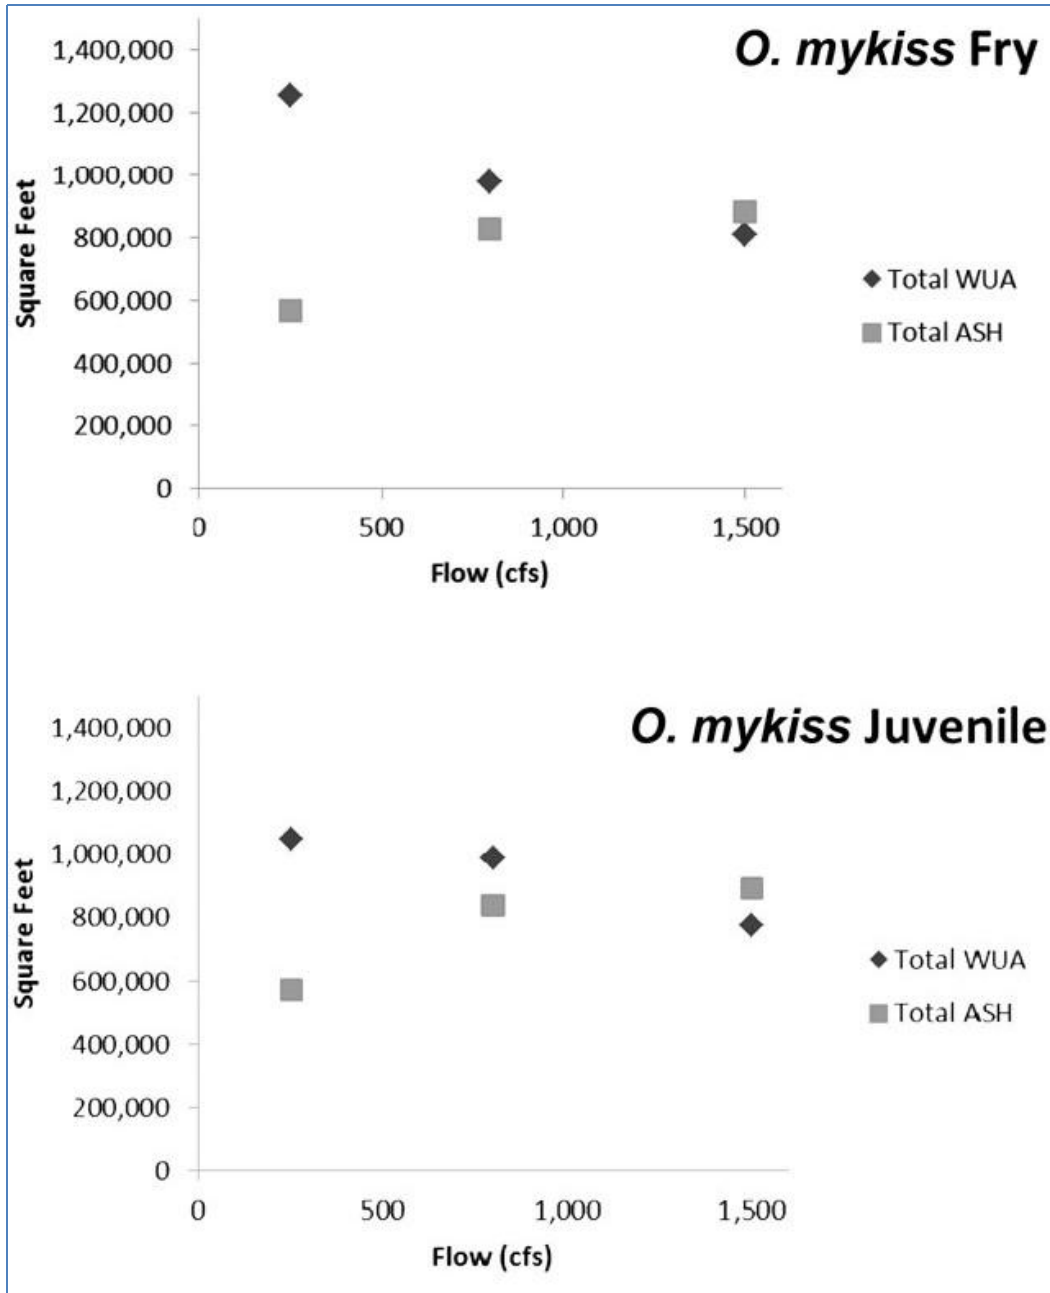 O. mykiss Fry
1,400,000
1,200,000
1,000,000
800,000
600,000
400,000
200,000
0
Square Feet
0 500 1,000 1,500
Flow (cfs)
Total WUA
Total ASH
O. mykiss Juvenile
1,400,000
1,200,000
1,000,000
800,000
600,000
400,000
200,000
0
Square Feet
0 500 1,000 1,500
Flow (cfs)
Total WUA
Total ASH